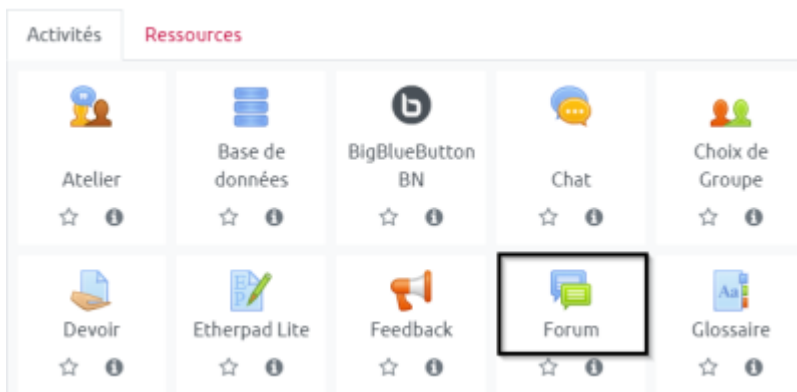 Activités Ressources
Base de BigBlueButton Choix de
Atelier données BN Chat Groupe
Devoir Etherpad Lite Feedback Forum Glossaire